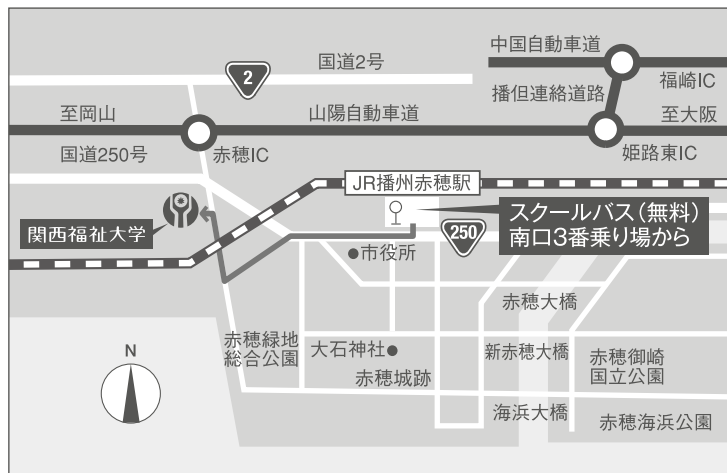 中国自動車道
国道2号
2
福崎IC
播但連絡道路
至岡山
山陽自動車道
至大阪
国道250号
赤穂IC
姫路東IC
JR播州赤穂駅
スクールバス(無料)
南口3番乗り場から
関西福祉大学
250
●市役所
赤穂大橋
赤穂緑地
総合公園
大石神社●
新赤穂大橋
赤穂御崎
国立公園
赤穂城跡
N
海浜大橋
赤穂海浜公園